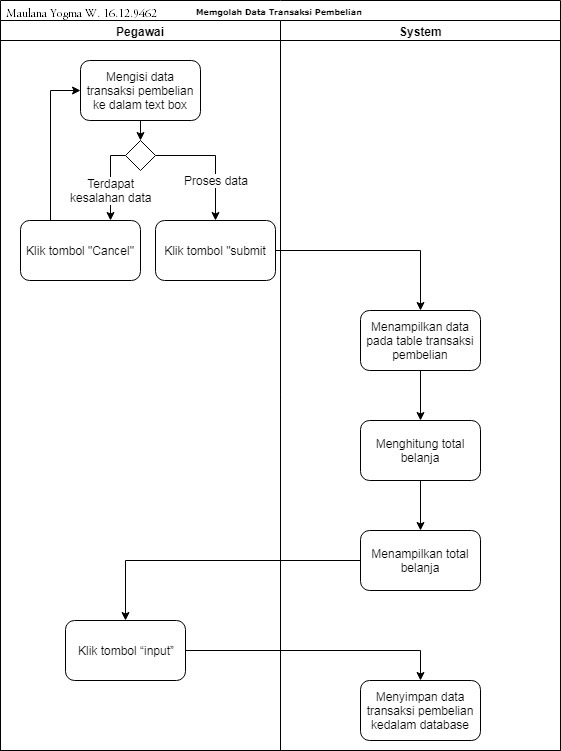 Maulana Yogma W. 16.12.9462
Memgolah Data Transaksi Pembelian
Pegawai
System
Mengisi data
transaksi pembelian
ke dalam text box
Terdapat
kesalahan data
Proses data
Klik tombol "Cancel"
Klik tombol "submit
Menampilkan data
pada table transaksi
pembelian
Menghitung total
belanja
Menampilkan total
belanja
Klik tombol “input”
Menyimpan data
transaksi pembelian
kedalam database